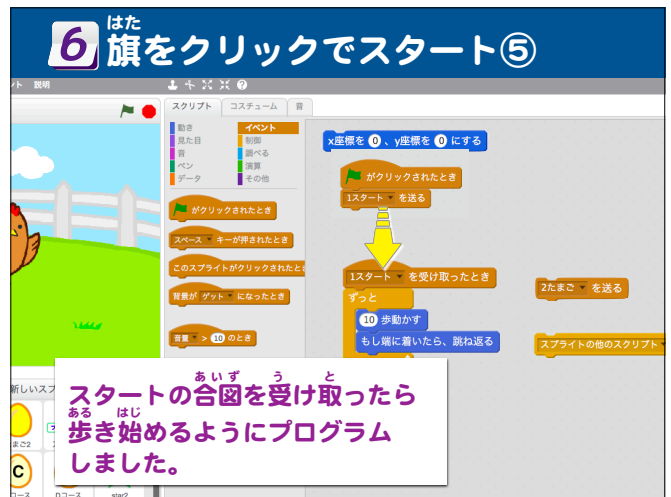 6 旗をクリックでスタート⑤
はた
ント 説明
スクリプト コスチューム 音
動き イベント
見た目 制御
音 調べる
ペン 演算
データ その他
がクリックされたとき
スペース キーが押されたとき
このスプライトがクリックされたとき
背景が ゲット になったとき
音量 > 10 のとき
x座標を 0 、y座標を 0 にする
がクリックされたとき
1スタート を送る
1スタート を受け取ったとき
ずっと
10 歩動かす
もし端に着いたら、跳ね返る
2たまご を送る
スプライトの他のスクリプト
新しいスプ
まご2
C
コース Dコース star2
あいず う と
スタートの合図を受け取ったら
ある はじ
歩き始めるようにプログラム
しました。